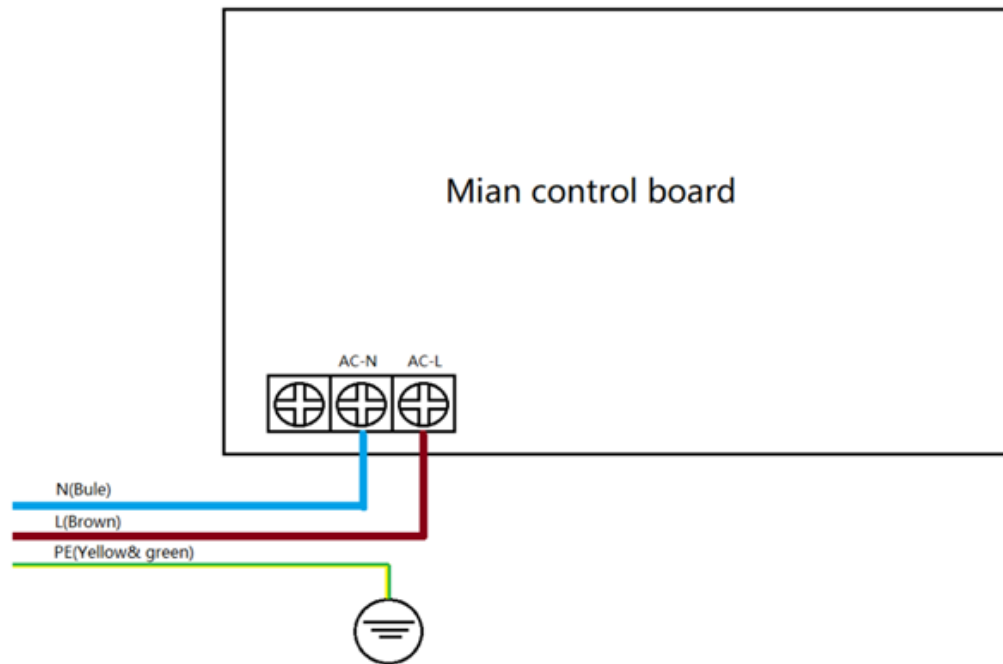 Mian control board
AC-N AC-L
N(Bule)
L(Brown)
PE(Yellow& green)